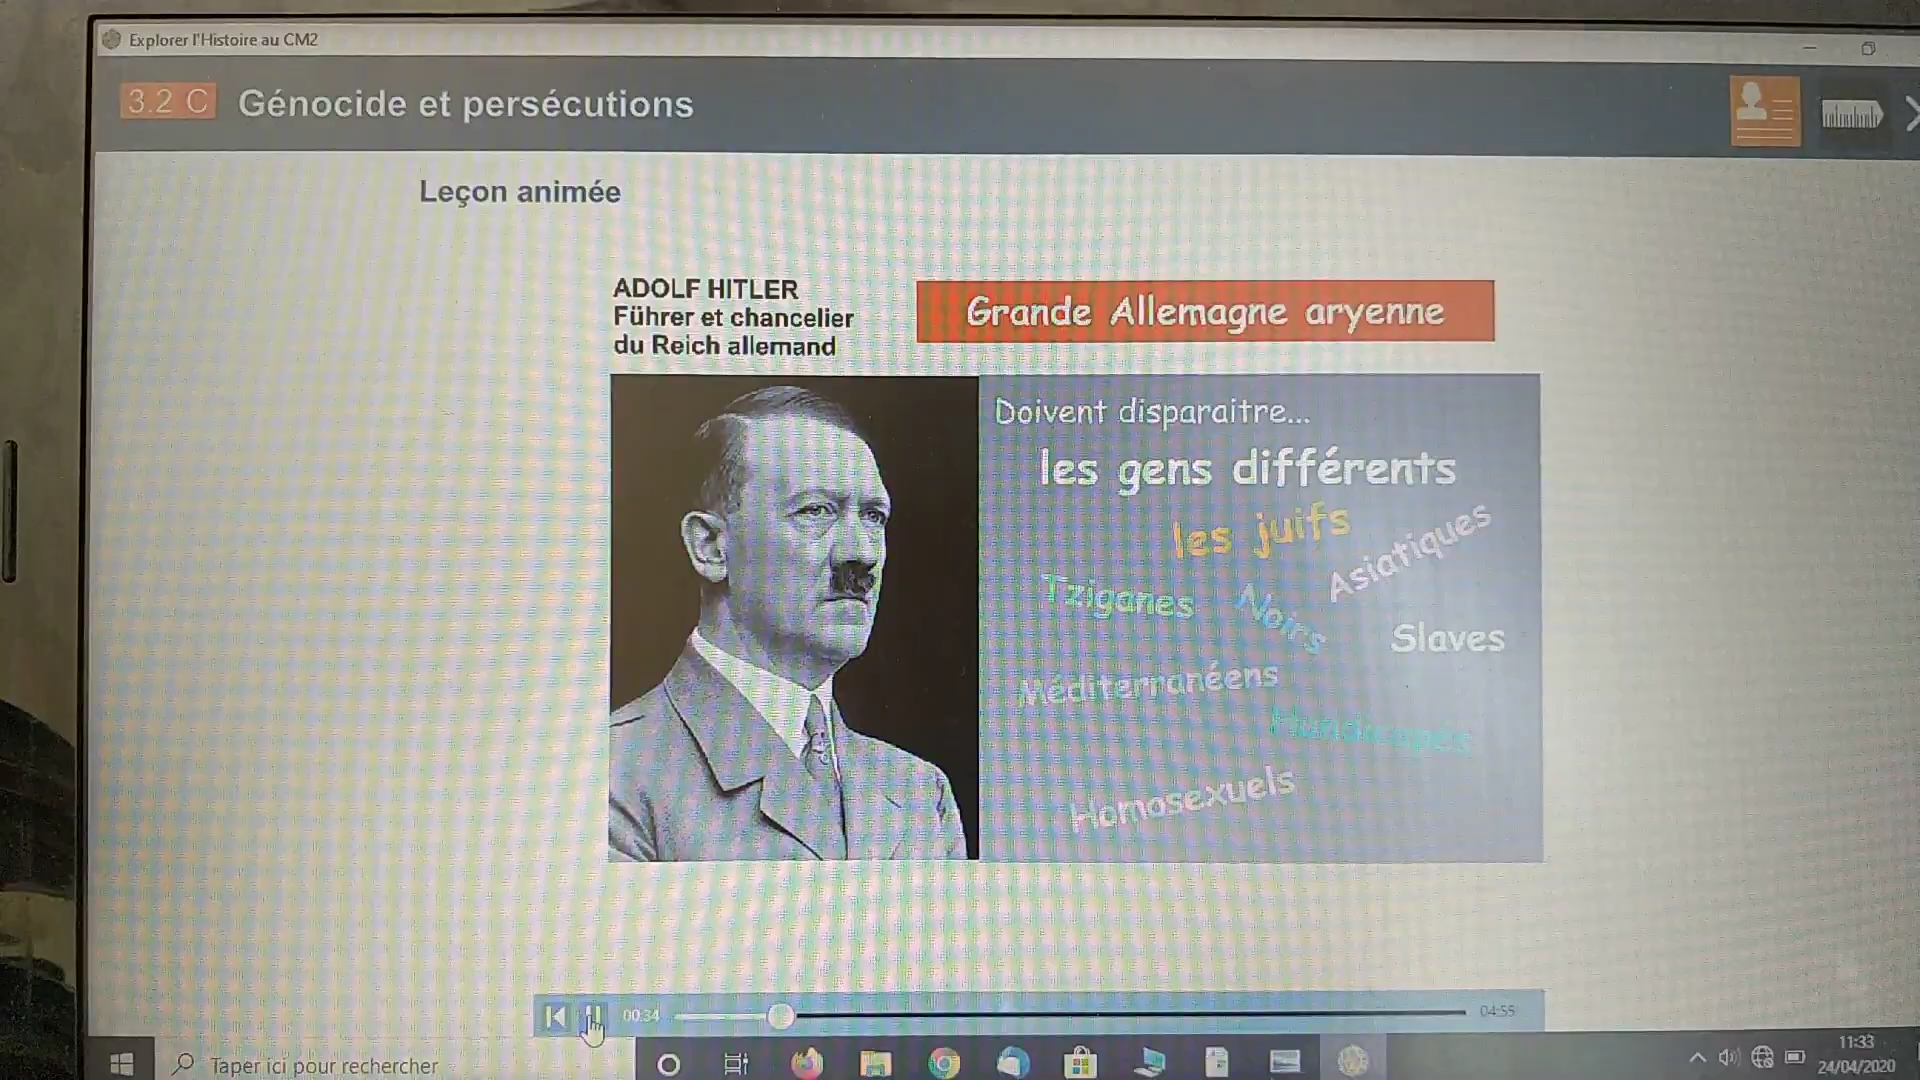 Explorer l'Histoire au CM2
3.2 C Génocide et persécutions
Leçon animée
ADOLF HITLER
Führer et chancelier
du Reich allemand
Grande Allemagne aryenne
Doivent disparaitre...
les gens différents
les juifs
Asiatiques
Tziganes
Noirs
Slaves
Méditerranéens
Handicapés
Homosexuels
00:34
04:55
Taper ici pour rechercher
11:33
24/04/2020